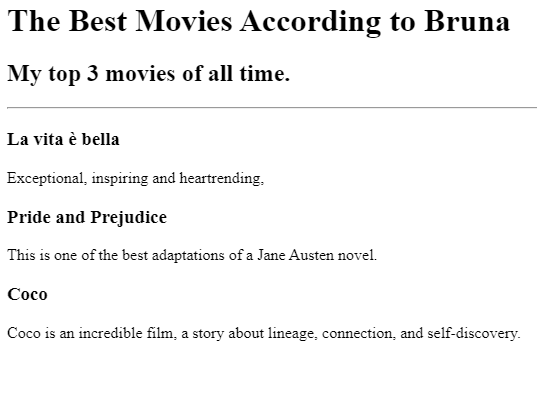 The Best Movies According to Bruna
My top 3 movies of all time.
La vita è bella
Exceptional, inspiring and heartrending,
Pride and Prejudice
This is one of the best adaptations of a Jane Austen novel.
Coco
Coco is an incredible film, a story about lineage, connection, and self-discovery.